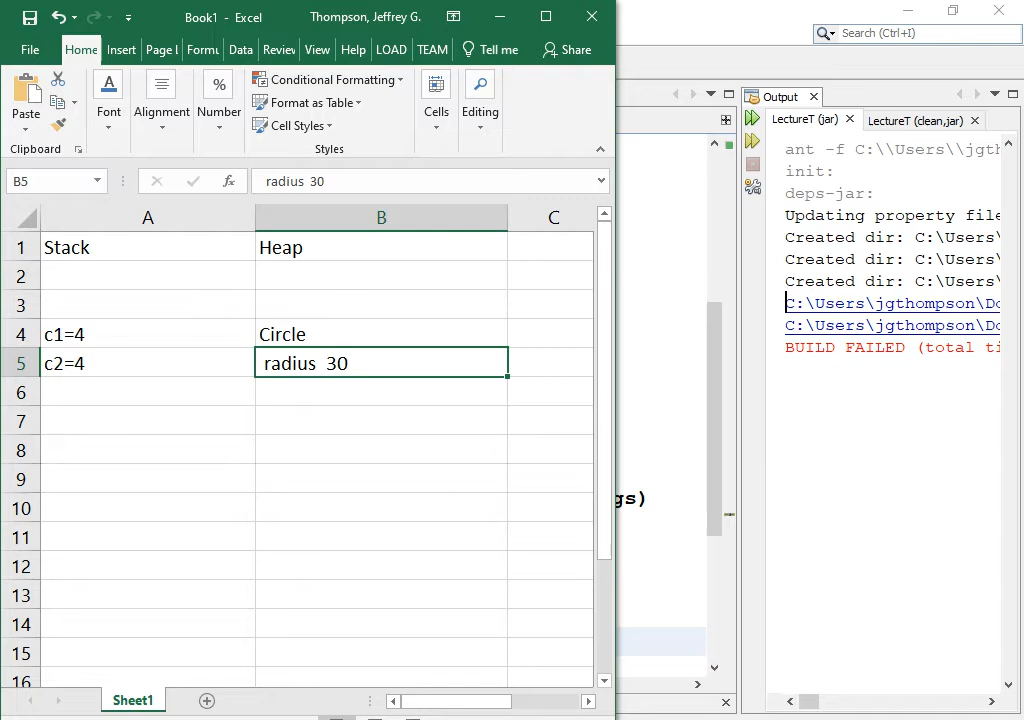 Book1 - Excel
Thompson, Jeffrey G.
File Home Insert Page l Formu Data Review View Help LOAD TEAM Tell me Share
Search (Ctrl+I)
Paste
Font
Alignment
%
Number
Conditional Formatting
Format as Table
Cell Styles
Cells
Editing
Clipboard
Styles
B5
fx
radius 30
A B C
1 Stack Heap
2
3
4 c1=4 Circle
5 c2=4 radius 30
6
7
8
9
10
11
12
13
14
15
16
Sheet1
gs)
Output
LectureT (jar) LectureT (clean,jar)
ant -f C:\\Users\\jgth
init:
deps-jar:
Updating property file
Created dir: C:\Users\
Created dir: C:\Users\
Created dir: C:\Users\
C:\Users\jgthompson\Do
C:\Users\jgthompson\Do
BUILD FAILED (total ti